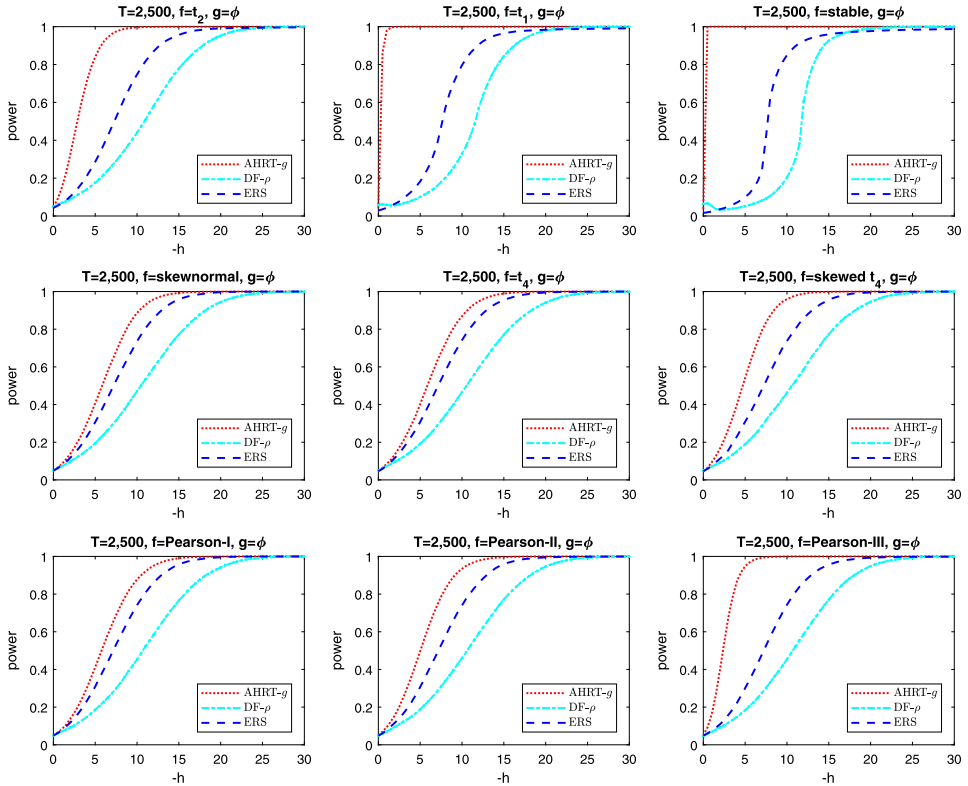 T=2,500, f=t2, g=ϕ
T=2,500, f=t1, g=ϕ
T=2,500, f=stable, g=ϕ
power
1
0.8
0.6
0.4
0.2
0
AHRT-g
DF-ρ
ERS
0 5 10 15 20 25 30
-h
power
1
0.8
0.6
0.4
0.2
0
AHRT-g
DF-ρ
ERS
0 5 10 15 20 25 30
-h
power
1
0.8
0.6
0.4
0.2
0
AHRT-g
DF-ρ
ERS
0 5 10 15 20 25 30
-h
T=2,500, f=skewnormal, g=ϕ
T=2,500, f=t4, g=ϕ
T=2,500, f=skewed t4, g=ϕ
power
1
0.8
0.6
0.4
0.2
0
AHRT-g
DF-ρ
ERS
0 5 10 15 20 25 30
-h
power
1
0.8
0.6
0.4
0.2
0
AHRT-g
DF-ρ
ERS
0 5 10 15 20 25 30
-h
power
1
0.8
0.6
0.4
0.2
0
AHRT-g
DF-ρ
ERS
0 5 10 15 20 25 30
-h
T=2,500, f=Pearson-I, g=ϕ
T=2,500, f=Pearson-II, g=ϕ
T=2,500, f=Pearson-III, g=ϕ
power
1
0.8
0.6
0.4
0.2
0
AHRT-g
DF-ρ
ERS
0 5 10 15 20 25 30
-h
power
1
0.8
0.6
0.4
0.2
0
AHRT-g
DF-ρ
ERS
0 5 10 15 20 25 30
-h
power
1
0.8
0.6
0.4
0.2
0
AHRT-g
DF-ρ
ERS
0 5 10 15 20 25 30
-h